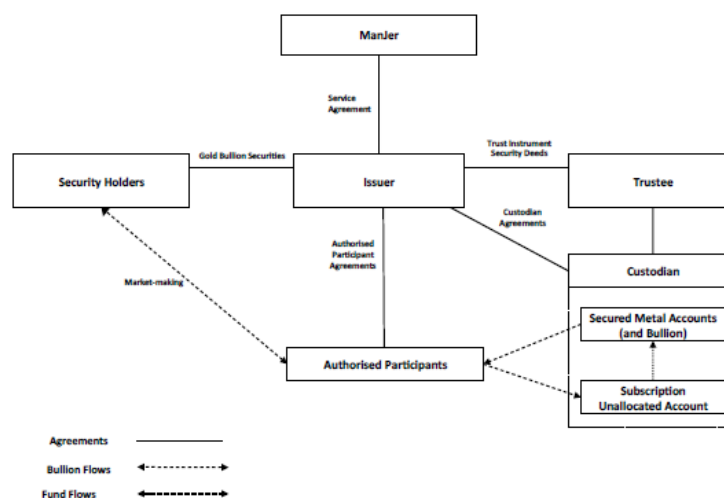 ManJer
Service
Agreement
Gold Bullion Securities
Trust Instrument
Security Deeds
Security Holders
Issuer
Trustee
Custodian
Agreements
Authorised
Participant
Agreements
Custodian
Market-making
Secured Metal Accounts
(and Bullion)
Authorised Participants
Subscription
Unallocated Account
Agreements
Bullion Flows
Fund Flows